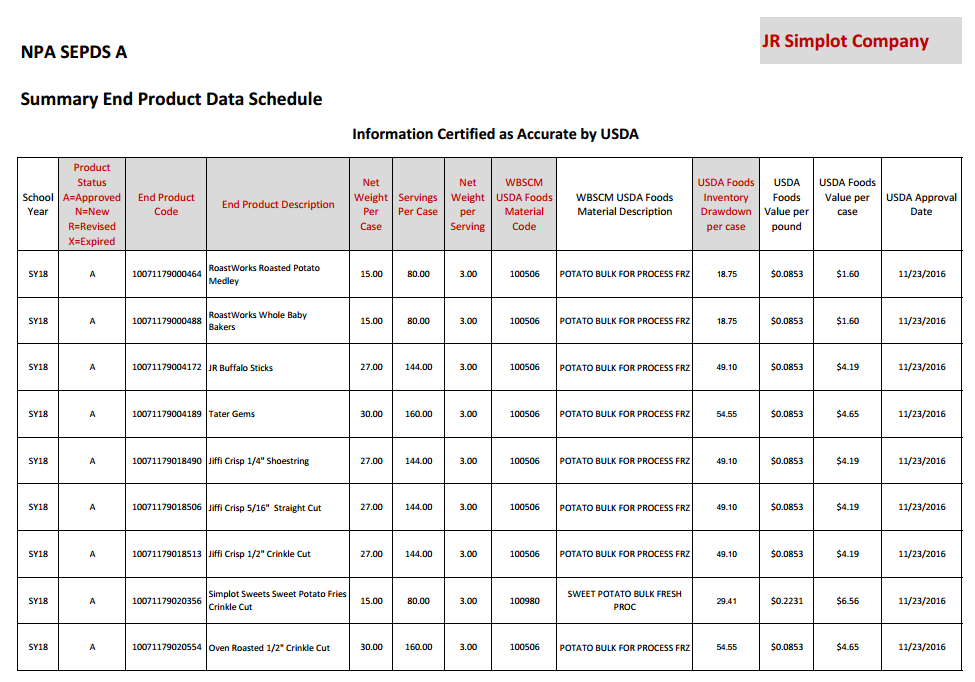 JR Simplot Company
NPA SEPDS A
Summary End Product Data Schedule
Information Certified as Accurate by USDA
School Year | Product Status A=Approved N=New R=Revised X=Expired | End Product Code | End Product Description | Net Weight Per Case | Servings Per Case | Net Weight per Serving | WBSCM USDA Foods Material Code | WBSCM USDA Foods Material Description | USDA Foods Inventory Drawdown per case | USDA Foods Value per pound | USDA Foods Value per case | USDA Approval Date
SY18 | A | 10071179000464 | RoastWorks Roasted Potato Medley | 15.00 | 80.00 | 3.00 | 100506 | POTATO BULK FOR PROCESS FRZ | 18.75 | $0.0853 | $1.60 | 11/23/2016
SY18 | A | 10071179000488 | RoastWorks Whole Baby Bakers | 15.00 | 80.00 | 3.00 | 100506 | POTATO BULK FOR PROCESS FRZ | 18.75 | $0.0853 | $1.60 | 11/23/2016
SY18 | A | 10071179004172 | JR Buffalo Sticks | 27.00 | 144.00 | 3.00 | 100506 | POTATO BULK FOR PROCESS FRZ | 49.10 | $0.0853 | $4.19 | 11/23/2016
SY18 | A | 10071179004189 | Tater Gems | 30.00 | 160.00 | 3.00 | 100506 | POTATO BULK FOR PROCESS FRZ | 54.55 | $0.0853 | $4.65 | 11/23/2016
SY18 | A | 10071179018490 | Jiffi Crisp 1/4" Shoestring | 27.00 | 144.00 | 3.00 | 100506 | POTATO BULK FOR PROCESS FRZ | 49.10 | $0.0853 | $4.19 | 11/23/2016
SY18 | A | 10071179018506 | Jiffi Crisp 5/16" Straight Cut | 27.00 | 144.00 | 3.00 | 100506 | POTATO BULK FOR PROCESS FRZ | 49.10 | $0.0853 | $4.19 | 11/23/2016
SY18 | A | 10071179018513 | Jiffi Crisp 1/2" Crinkle Cut | 27.00 | 144.00 | 3.00 | 100506 | POTATO BULK FOR PROCESS FRZ | 49.10 | $0.0853 | $4.19 | 11/23/2016
SY18 | A | 10071179020356 | Simplot Sweets Sweet Potato Fries Crinkle Cut | 15.00 | 80.00 | 3.00 | 100980 | SWEET POTATO BULK FRESH PROC | 29.41 | $0.2231 | $6.56 | 11/23/2016
SY18 | A | 10071179020554 | Oven Roasted 1/2" Crinkle Cut | 30.00 | 160.00 | 3.00 | 100506 | POTATO BULK FOR PROCESS FRZ | 54.55 | $0.0853 | $4.65 | 11/23/2016